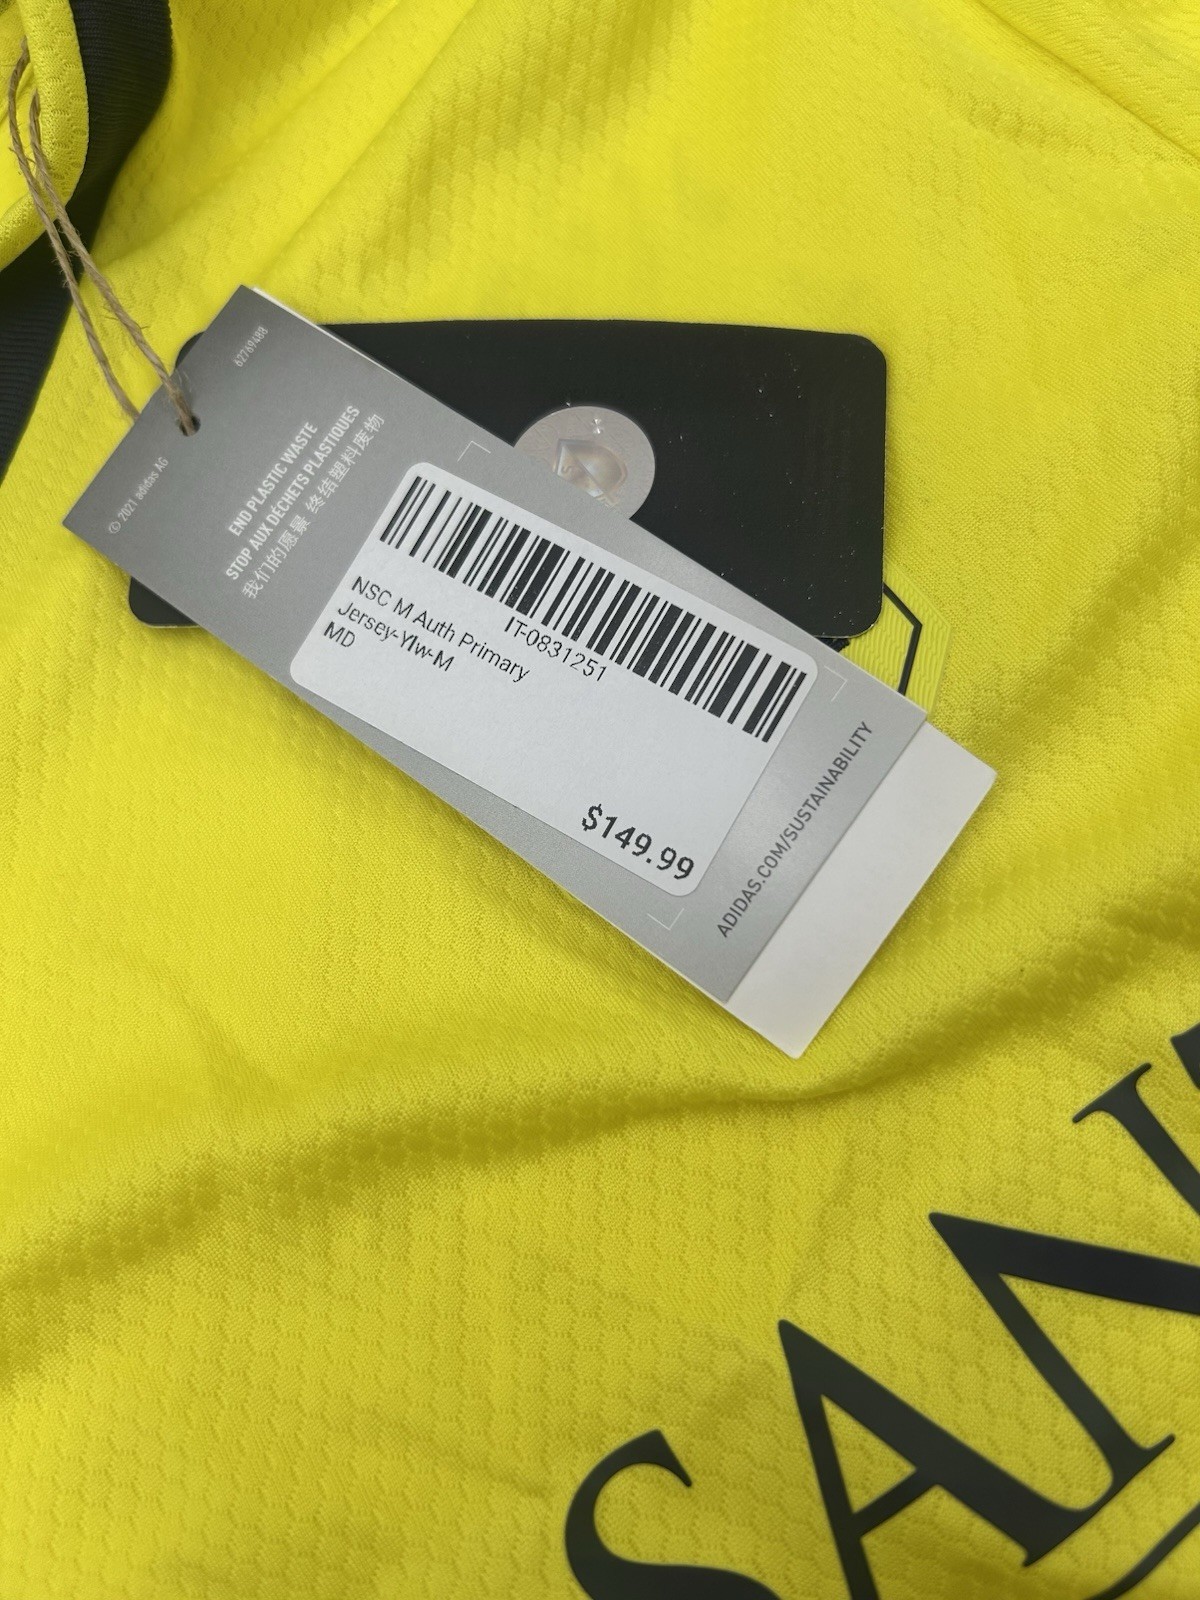 62769488
© 2021 adidas AG
END PLASTIC WASTE
STOP AUX DÉCHETS PLASTIQUES
我们的愿景 终结塑料废物
IT-0831251
NSC M Auth Primary
Jersey-Ylw-M
MD
$149.99
ADIDAS.COM/SUSTAINABILITY
SAN